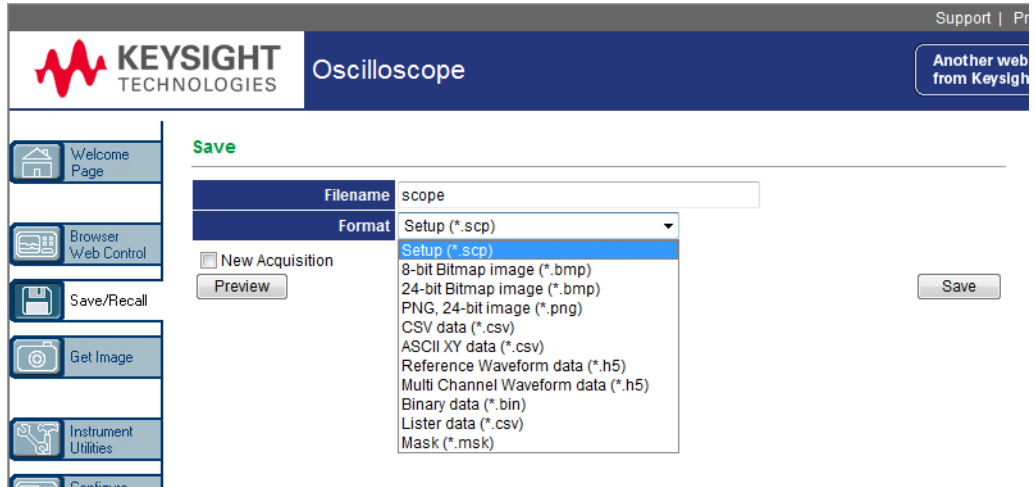 Support | Pr
KEYSIGHT
TECHNOLOGIES
Oscilloscope
Another web
from Keysigh
Welcome
Page
Browser
Web Control
Save/Recall
Get Image
Instrument
Utilities
Configure
Save
Filename scope
Format Setup (*.scp)
Setup (*.scp)
8-bit Bitmap image (*.bmp)
24-bit Bitmap image (*.bmp)
PNG, 24-bit image (*.png)
CSV data (*.csv)
ASCII XY data (*.csv)
Reference Waveform data (*.h5)
Multi Channel Waveform data (*.h5)
Binary data (*.bin)
Lister data (*.csv)
Mask (*.msk)
New Acquisition
Preview
Save